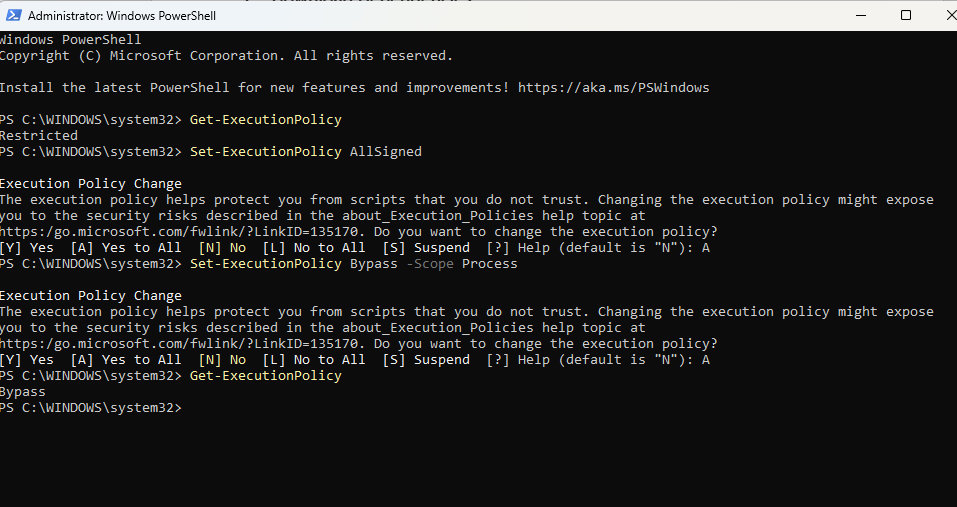 Administrator: Windows PowerShell
Windows PowerShell
Copyright (C) Microsoft Corporation. All rights reserved.
Install the latest PowerShell for new features and improvements! https://aka.ms/PSWindows
PS C:\WINDOWS\system32> Get-ExecutionPolicy
Restricted
PS C:\WINDOWS\system32> Set-ExecutionPolicy AllSigned
Execution Policy Change
The execution policy helps protect you from scripts that you do not trust. Changing the execution policy might expose
you to the security risks described in the about_Execution_Policies help topic at
https:/go.microsoft.com/fwlink/?LinkID=135170. Do you want to change the execution policy?
[Y] Yes  [A] Yes to All  [N] No  [L] No to All  [S] Suspend  [?] Help (default is "N"): A
PS C:\WINDOWS\system32> Set-ExecutionPolicy Bypass -Scope Process
Execution Policy Change
The execution policy helps protect you from scripts that you do not trust. Changing the execution policy might expose
you to the security risks described in the about_Execution_Policies help topic at
https:/go.microsoft.com/fwlink/?LinkID=135170. Do you want to change the execution policy?
[Y] Yes  [A] Yes to All  [N] No  [L] No to All  [S] Suspend  [?] Help (default is "N"): A
PS C:\WINDOWS\system32> Get-ExecutionPolicy
Bypass
PS C:\WINDOWS\system32>